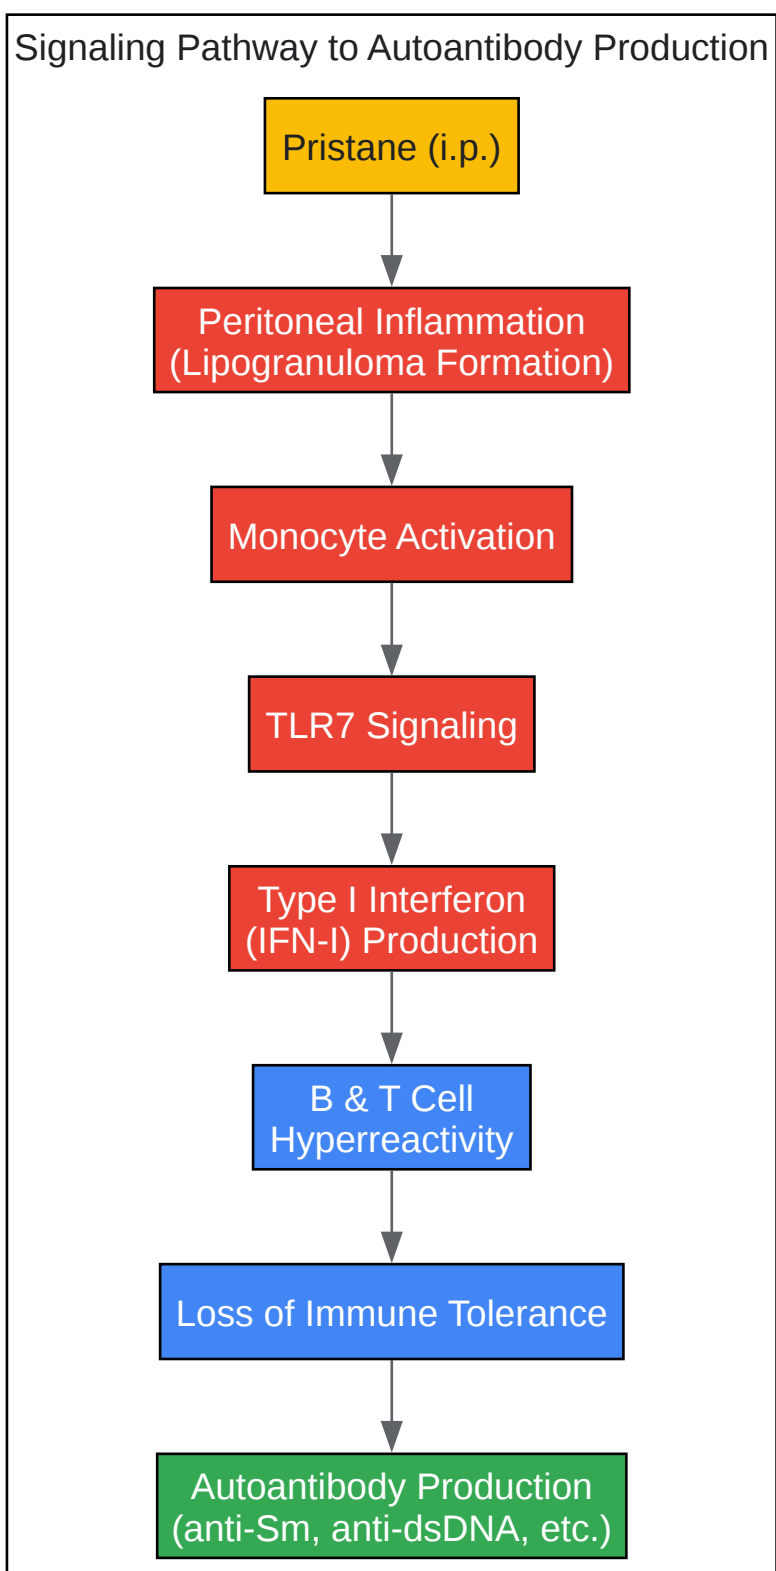 Signaling Pathway to Autoantibody Production
Pristane (i.p.)
Peritoneal Inflammation
(Lipogranuloma Formation)
Monocyte Activation
TLR7 Signaling
Type I Interferon
(IFN-I) Production
B & T Cell
Hyperreactivity
Loss of Immune Tolerance
Autoantibody Production
(anti-Sm, anti-dsDNA, etc.)